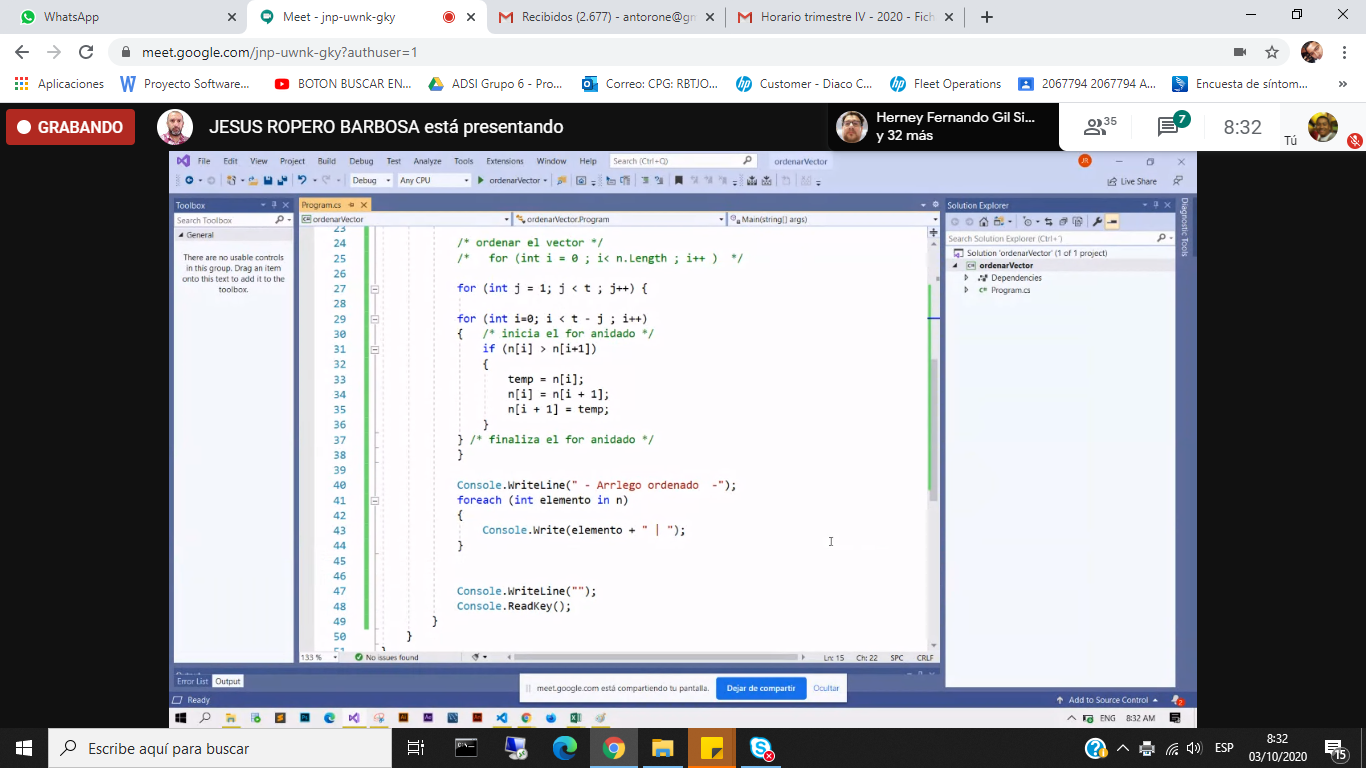 WhatsApp
Meet - jnp-uwnk-gky
Recibidos (2.677) - antorone@gm
Horario trimestre IV - 2020 - Fich
meet.google.com/jnp-uwnk-gky?authuser=1
Aplicaciones
Proyecto Software...
BOTON BUSCAR EN...
ADSI Grupo 6 - Pro...
Correo: CPG: RBTJO...
Customer - Diaco C...
Fleet Operations
2067794 2067794 A...
Encuesta de síntom...
GRABANDO
JESUS ROPERO BARBOSA está presentando
Herney Fernando Gil Si...
y 32 más
35
7
8:32
Tú
File Edit View Project Build Debug Test Analyze Tools Extensions Window Help
Search (Ctrl+Q)
ordenarVector
JR
Debug
Any CPU
ordenarVector
Live Share
Toolbox
Search Toolbox
General
There are no usable controls
in this group. Drag an item
onto this text to add it to the
toolbox.
Program.cs
ordenarVector
ordenarVector.Program
Main(string[] args)
23
24 /* ordenar el vector */
25 /*   for (int i = 0 ; i< n.Length ; i++ )  */
26
27 for (int j = 1; j < t ; j++) {
28
29 for (int i=0; i < t - j ; i++)
30 {   /* inicia el for anidado */
31 if (n[i] > n[i+1])
32 {
33 temp = n[i];
34 n[i] = n[i + 1];
35 n[i + 1] = temp;
36 }
37 } /* finaliza el for anidado */
38 }
39
40 Console.WriteLine(" - Arrlego ordenado  -");
41 foreach (int elemento in n)
42 {
43 Console.Write(elemento + " | ");
44 }
45
46
47 Console.WriteLine("");
48 Console.ReadKey();
49 }
50 }
51 }
133 %
No issues found
Ln: 15
Ch: 22
SPC
CRLF
Solution Explorer
Search Solution Explorer (Ctrl+')
Solution 'ordenarVector' (1 of 1 project)
ordenarVector
Dependencies
Program.cs
Diagnostic Tools
Error List
Output
Ready
Add to Source Control
2
meet.google.com está compartiendo tu pantalla.
Dejar de compartir
Ocultar
ENG
8:32 AM
Escribe aquí para buscar
ESP
8:32
03/10/2020
15